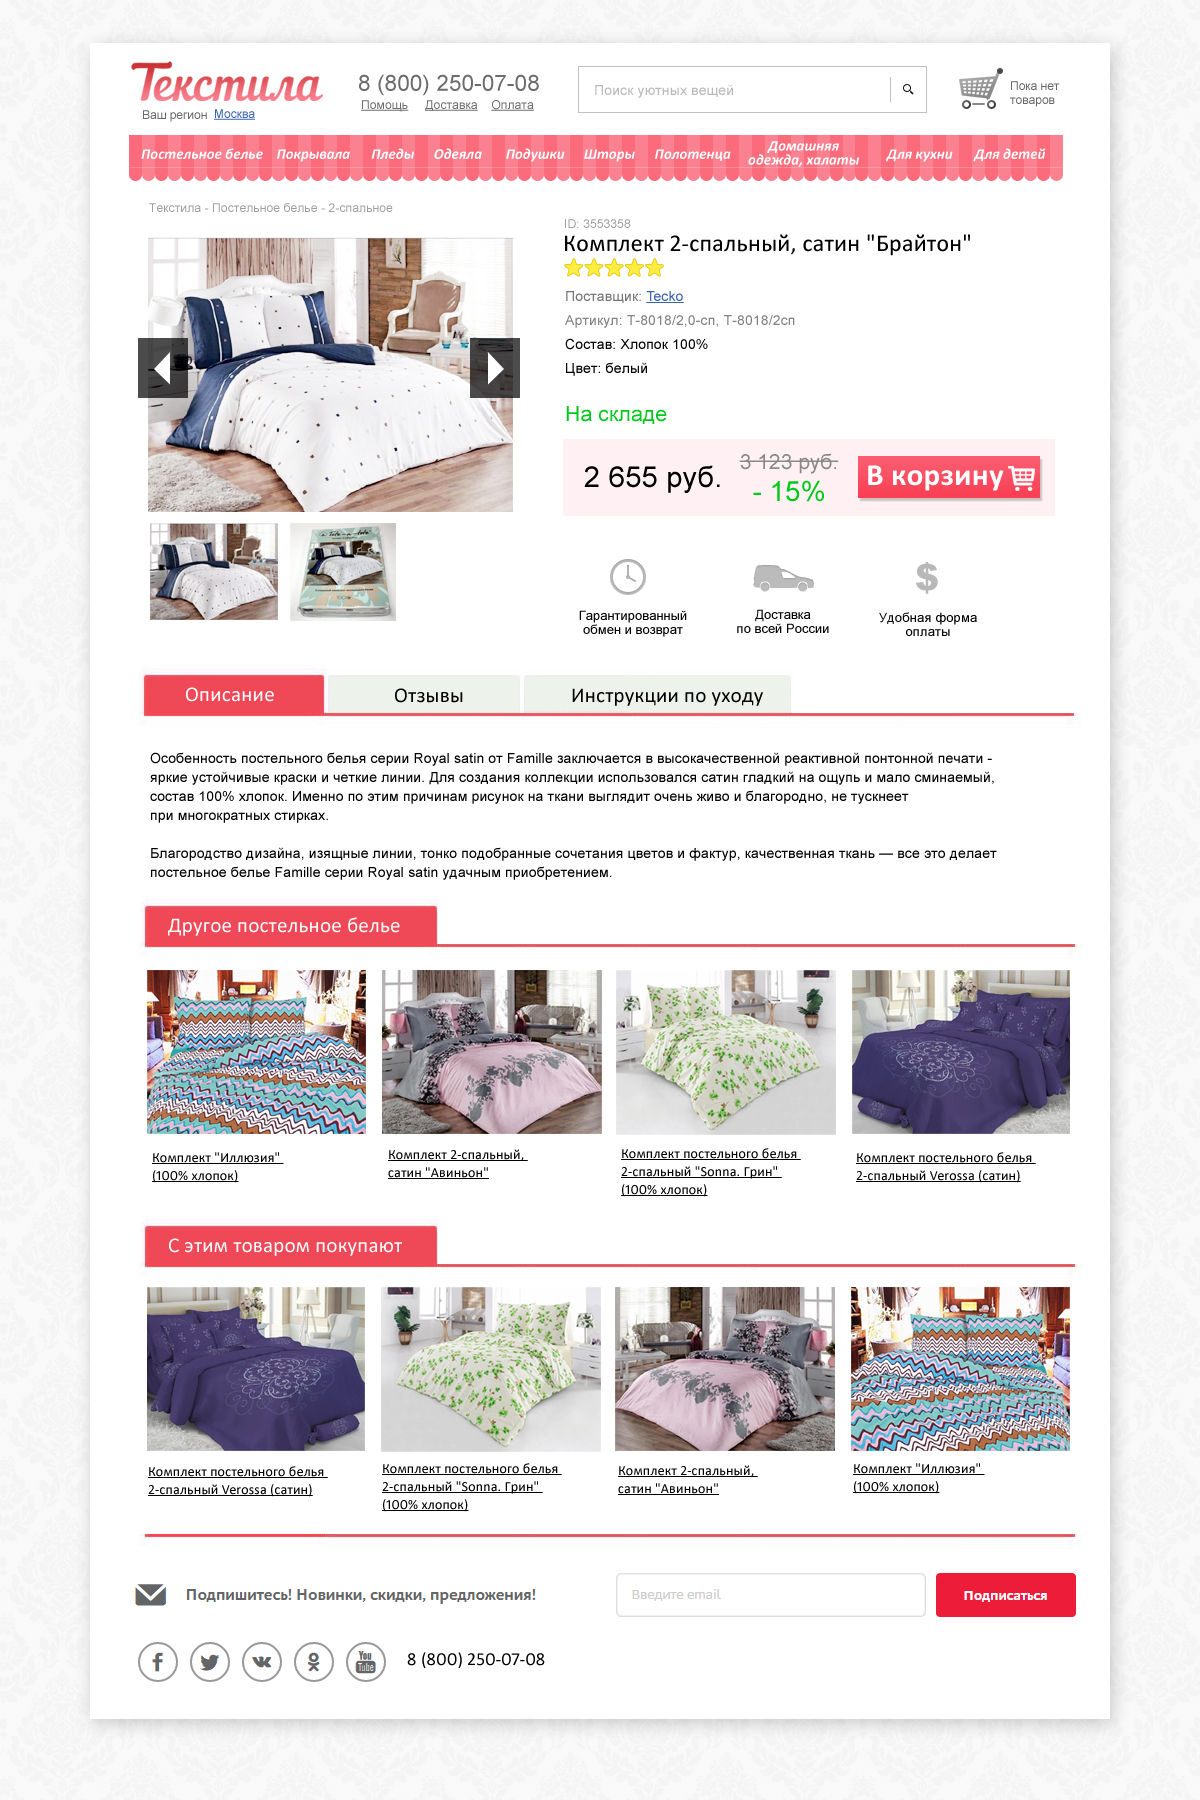 Текстила
Ваш регион Москва
8 (800) 250-07-08
Помощь Доставка Оплата
Поиск уютных вещей
Пока нет
товаров
Постельное белье Покрывала Пледы Одеяла Подушки Шторы Полотенца Домашняя одежда, халаты Для кухни Для детей
Текстила - Постельное белье - 2-спальное
ID: 3553358
Комплект 2-спальный, сатин "Брайтон"
Поставщик: Tecko
Артикул: Т-8018/2,0-сп, Т-8018/2сп
Состав: Хлопок 100%
Цвет: белый
На складе
2 655 руб.
3 123 руб.
- 15%
В корзину
Гарантированный
обмен и возврат
Доставка
по всей России
$
Удобная форма
оплаты
Описание
Отзывы
Инструкции по уходу
Особенность постельного белья серии Royal satin от Famille заключается в высокачественной реактивной понтонной печати -
яркие устойчивые краски и четкие линии. Для создания коллекции использовался сатин гладкий на ощупь и мало сминаемый,
состав 100% хлопок. Именно по этим причинам рисунок на ткани выглядит очень живо и благородно, не тускнеет
при многократных стирках.
Благородство дизайна, изящные линии, тонко подобранные сочетания цветов и фактур, качественная ткань — все это делает
постельное белье Famille серии Royal satin удачным приобретением.
Другое постельное белье
Комплект "Иллюзия"
(100% хлопок)
Комплект 2-спальный,
сатин "Авиньон"
Комплект постельного белья
2-спальный "Sonna. Грин"
(100% хлопок)
Комплект постельного белья
2-спальный Verossa (сатин)
С этим товаром покупают
Комплект постельного белья
2-спальный Verossa (сатин)
Комплект постельного белья
2-спальный "Sonna. Грин"
(100% хлопок)
Комплект 2-спальный,
сатин "Авиньон"
Комплект "Иллюзия"
(100% хлопок)
Подпишитесь! Новинки, скидки, предложения!
Введите email
Подписаться
You
Tube
8 (800) 250-07-08